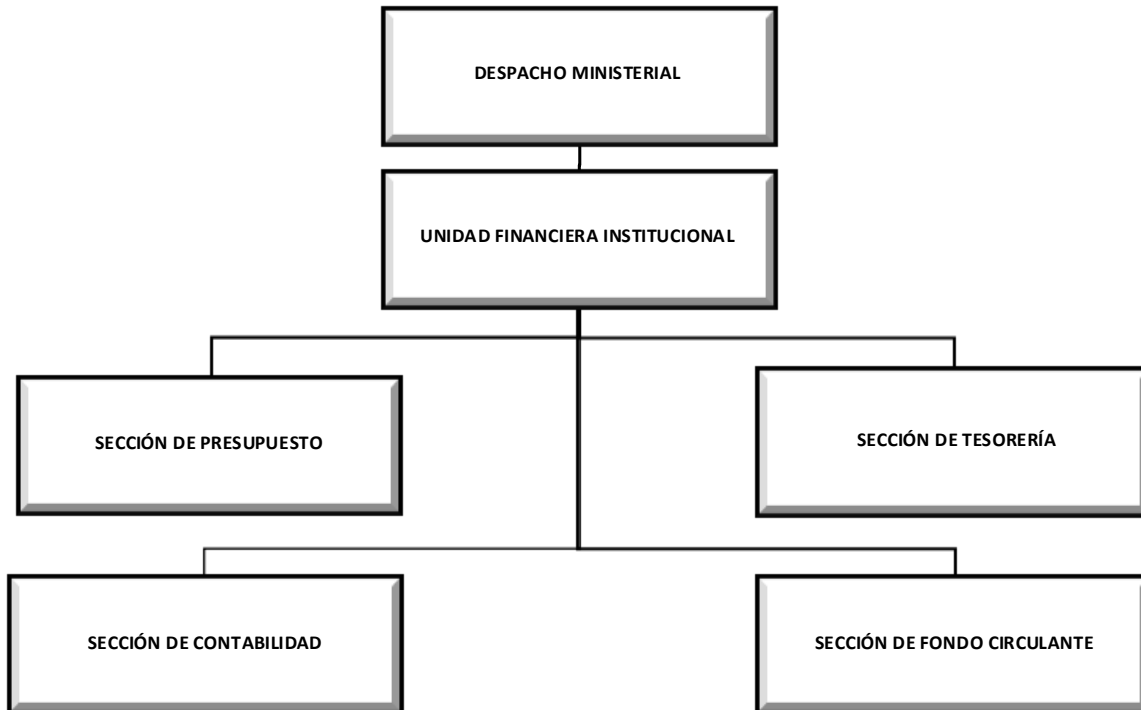 DESPACHO MINISTERIAL
UNIDAD FINANCIERA INSTITUCIONAL
SECCIÓN DE PRESUPUESTO
SECCIÓN DE TESORERÍA
SECCIÓN DE CONTABILIDAD
SECCIÓN DE FONDO CIRCULANTE